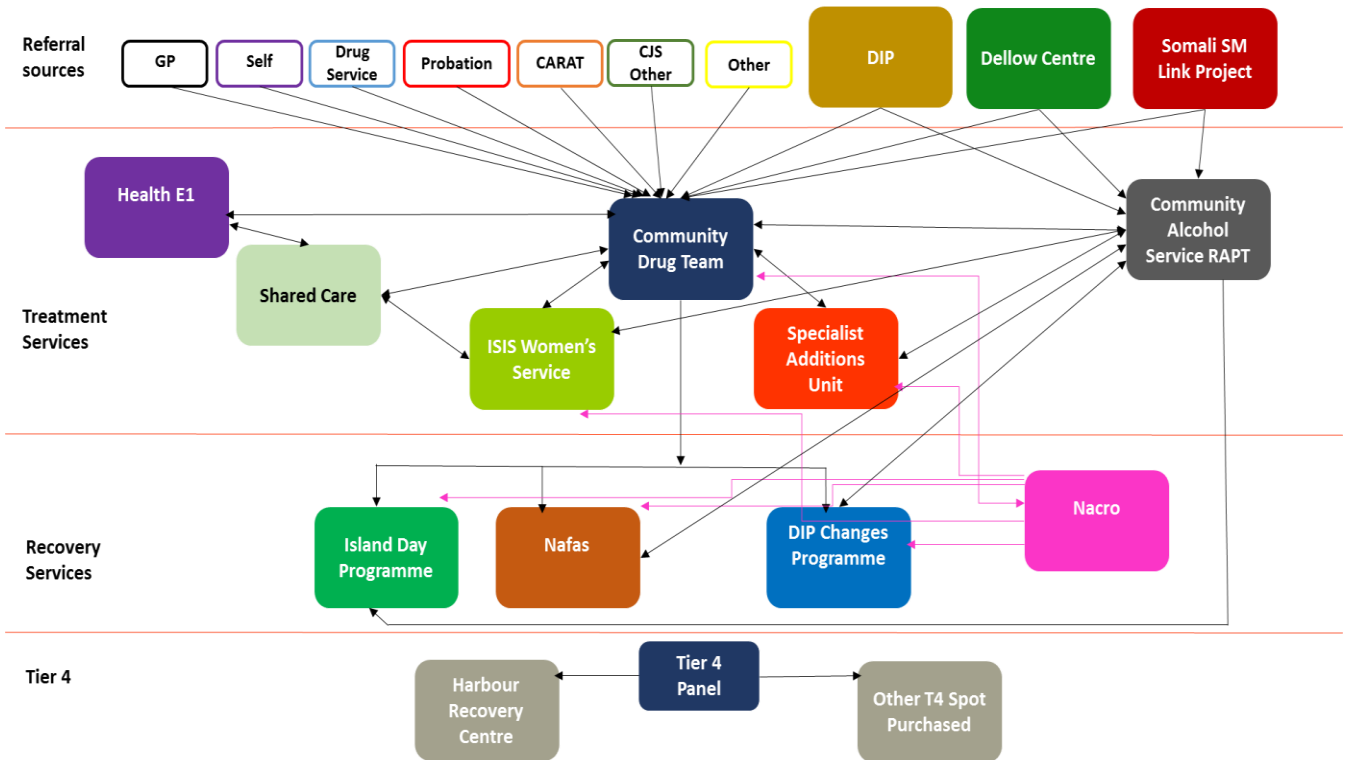 Referral
sources
GP
Self
Drug
Service
Probation
CARAT
CJS
Other
Other
DIP
Dellow Centre
Somali SM
Link Project
Treatment
Services
Health E1
Shared Care
Community
Drug Team
ISIS Women's
Service
Specialist
Additions
Unit
Community
Alcohol
Service RAPT
Recovery
Services
Island Day
Programme
Nafas
DIP Changes
Programme
Nacro
Tier 4
Harbour
Recovery
Centre
Tier 4
Panel
Other T4 Spot
Purchased